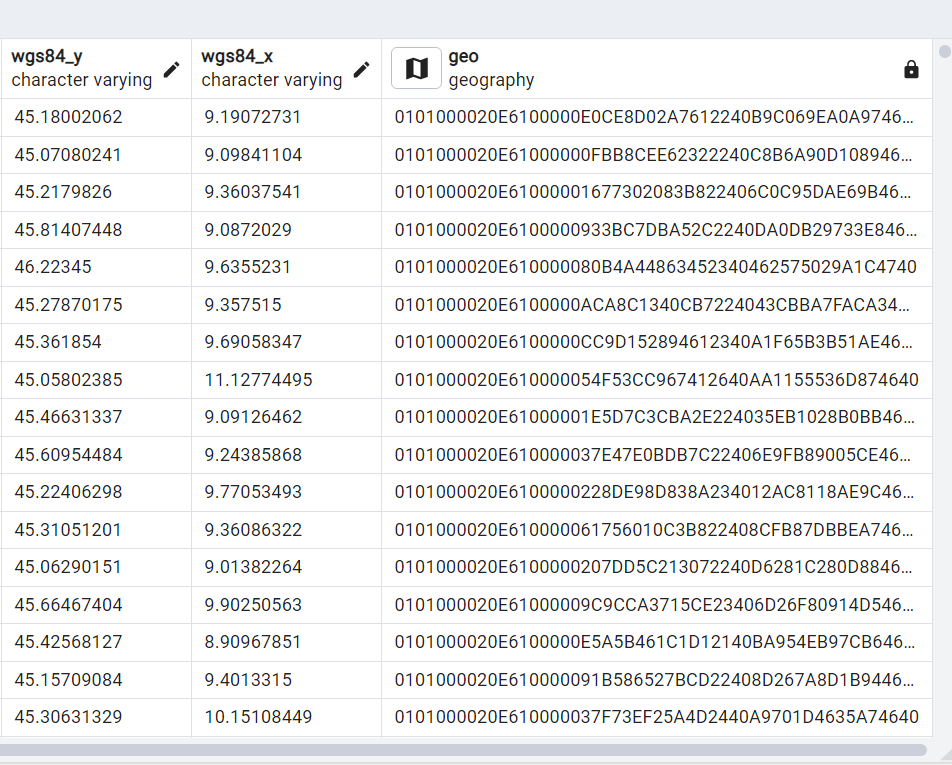 wgs84_y wgs84_x geo
character varying character varying geography
45.18002062 9.19072731 0101000020E6100000E0CE8D02A7612240B9C069EA0A9746...
45.07080241 9.09841104 0101000020E61000000FBB8CEE62322240C8B6A90D108946...
45.2179826 9.36037541 0101000020E61000001677302083B822406C0C95DAE69B46...
45.81407448 9.0872029 0101000020E6100000933BC7DBA52C2240DA0DB29733E846...
46.22345 9.6355231 0101000020E610000080B4A44863452340462575029A1C4740
45.27870175 9.357515 0101000020E6100000ACA8C1340CB7224043CBBA7FACA34...
45.361854 9.69058347 0101000020E6100000CC9D152894612340A1F65B3B51AE46...
45.05802385 11.12774495 0101000020E610000054F53CC967412640AA1155536D874640
45.46631337 9.09126462 0101000020E61000001E5D7C3CBA2E224035EB1028B0BB46...
45.60954484 9.24385868 0101000020E610000037E47E0BDB7C22406E9FB89005CE46...
45.22406298 9.77053493 0101000020E6100000228DE98D838A234012AC8118AE9C46...
45.31051201 9.36086322 0101000020E610000061756010C3B822408CFB87DBBEA746...
45.06290151 9.01382264 0101000020E6100000207DD5C213072240D6281C280D8846...
45.66467404 9.90250563 0101000020E61000009C9CCA3715CE23406D26F80914D546...
45.42568127 8.90967851 0101000020E6100000E5A5B461C1D12140BA954EB97CB646...
45.15709084 9.4013315 0101000020E610000091B586527BCD22408D267A8D1B9446...
45.30631329 10.15108449 0101000020E610000037F73EF25A4D2440A9701D4635A74640